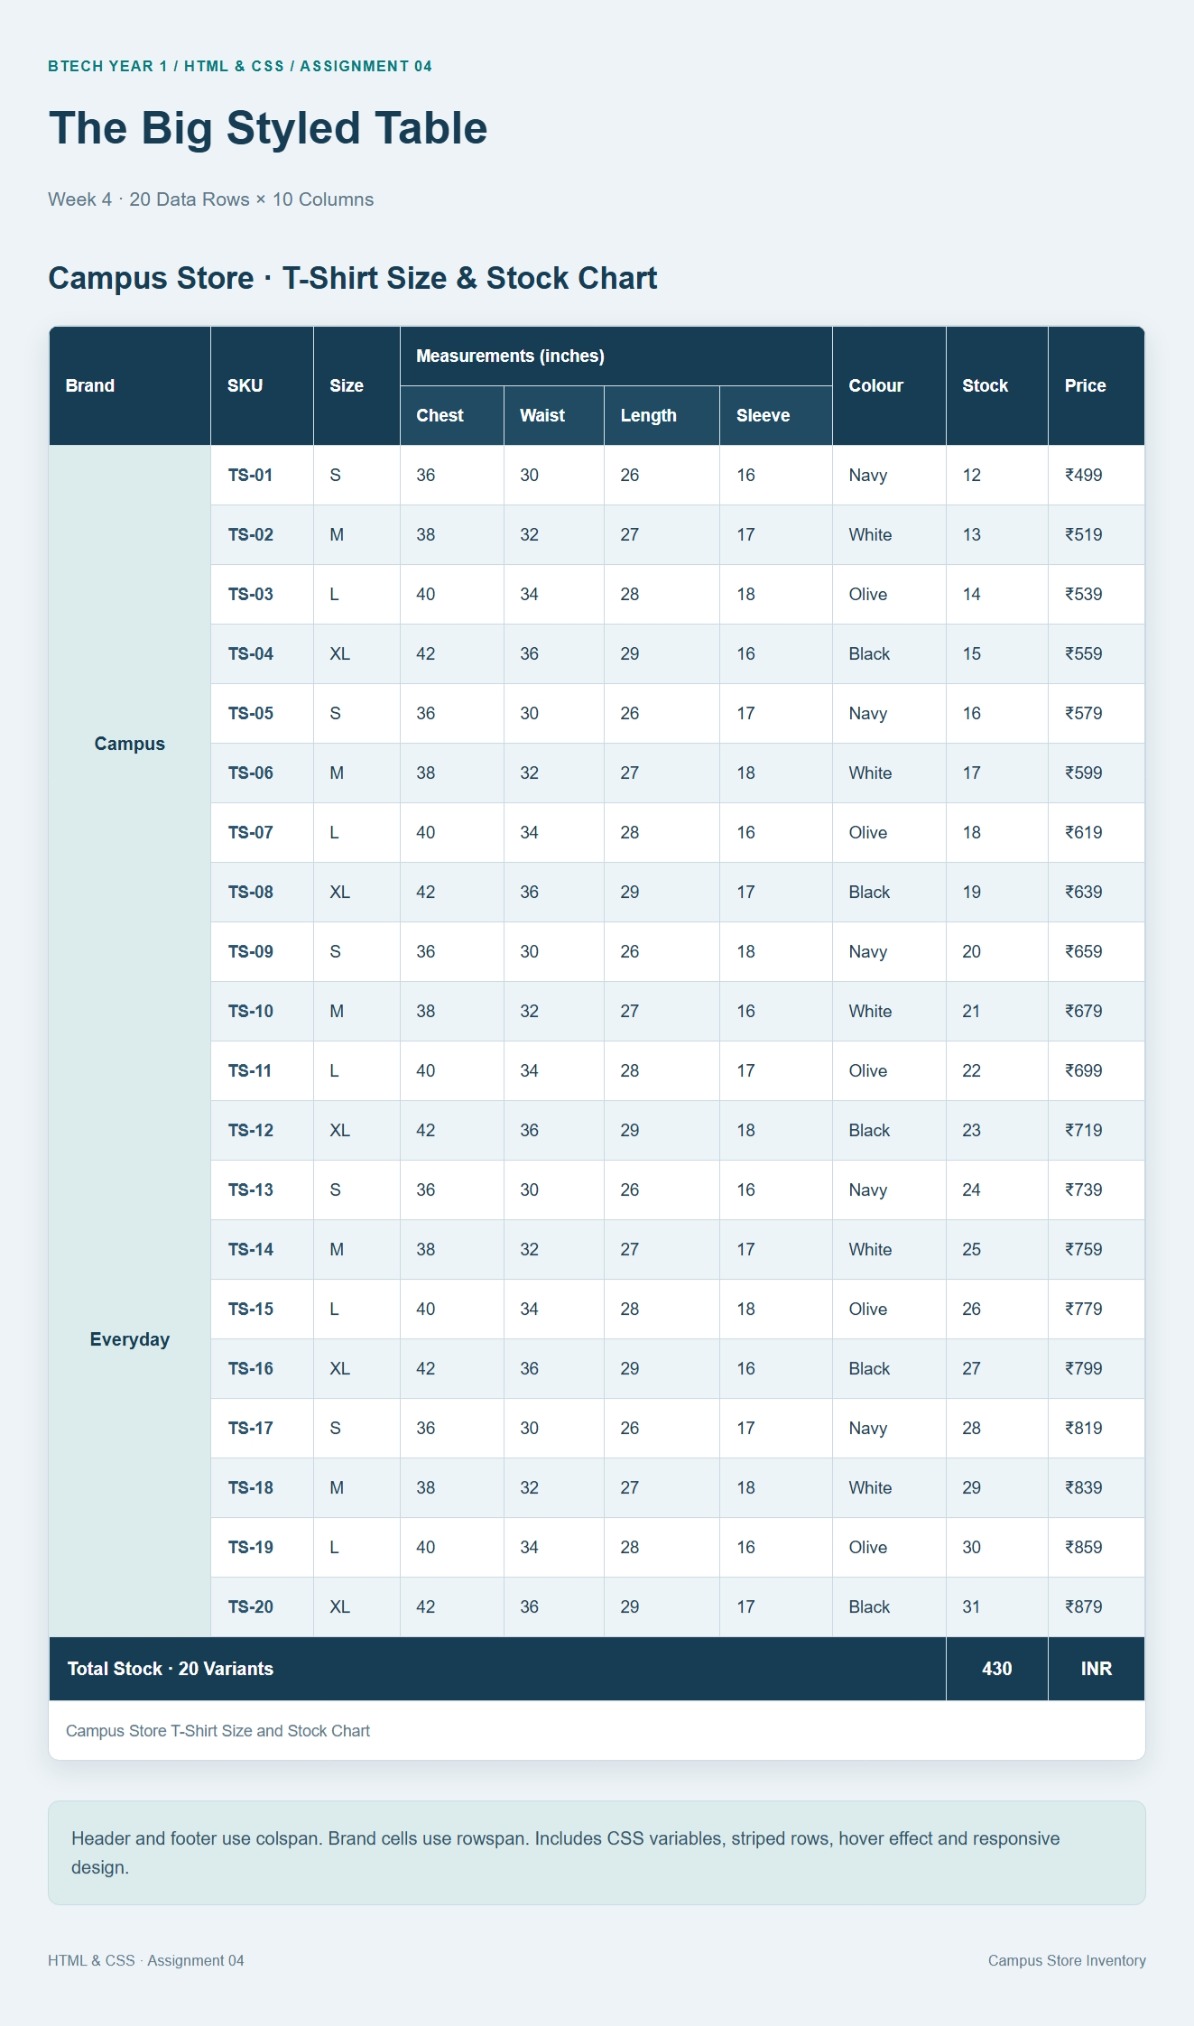 BTECH YEAR 1 / HTML & CSS / ASSIGNMENT 04
The Big Styled Table
Week 4 · 20 Data Rows × 10 Columns
Campus Store · T-Shirt Size & Stock Chart
Brand SKU Size Measurements (inches) Colour Stock Price
Chest Waist Length Sleeve
Campus
TS-01 S 36 30 26 16 Navy 12 ₹499
TS-02 M 38 32 27 17 White 13 ₹519
TS-03 L 40 34 28 18 Olive 14 ₹539
TS-04 XL 42 36 29 16 Black 15 ₹559
TS-05 S 36 30 26 17 Navy 16 ₹579
TS-06 M 38 32 27 18 White 17 ₹599
TS-07 L 40 34 28 16 Olive 18 ₹619
TS-08 XL 42 36 29 17 Black 19 ₹639
TS-09 S 36 30 26 18 Navy 20 ₹659
TS-10 M 38 32 27 16 White 21 ₹679
Everyday
TS-11 L 40 34 28 17 Olive 22 ₹699
TS-12 XL 42 36 29 18 Black 23 ₹719
TS-13 S 36 30 26 16 Navy 24 ₹739
TS-14 M 38 32 27 17 White 25 ₹759
TS-15 L 40 34 28 18 Olive 26 ₹779
TS-16 XL 42 36 29 16 Black 27 ₹799
TS-17 S 36 30 26 17 Navy 28 ₹819
TS-18 M 38 32 27 18 White 29 ₹839
TS-19 L 40 34 28 16 Olive 30 ₹859
TS-20 XL 42 36 29 17 Black 31 ₹879
Total Stock · 20 Variants 430 INR
Campus Store T-Shirt Size and Stock Chart
Header and footer use colspan. Brand cells use rowspan. Includes CSS variables, striped rows, hover effect and responsive
design.
HTML & CSS · Assignment 04
Campus Store Inventory